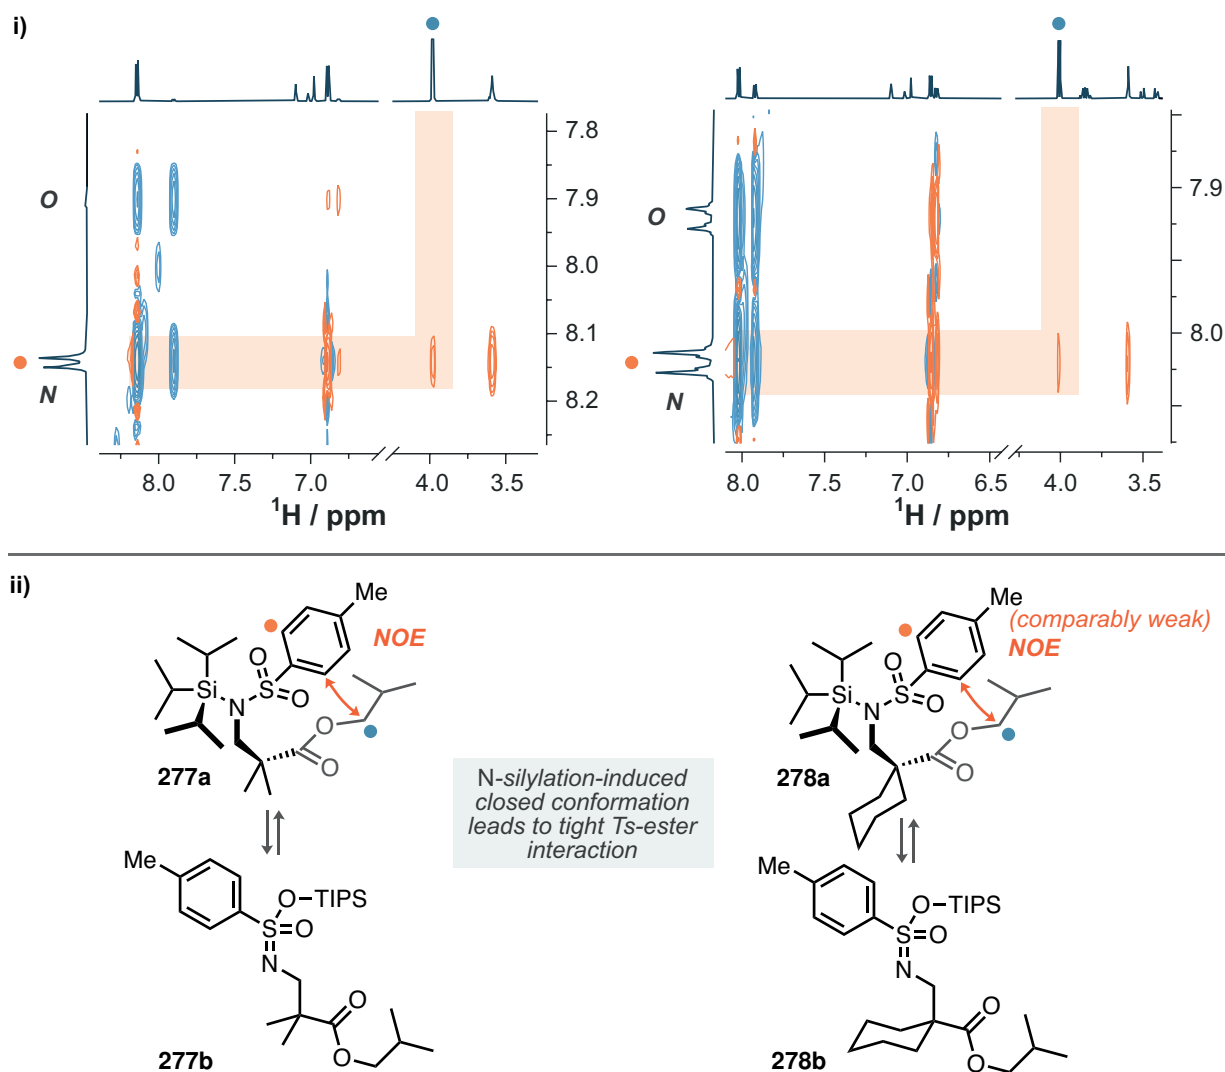 i)
O
N
7.8
7.9
8.0
8.1
8.2
8.0
7.5
7.0
4.0
3.5
¹H / ppm
O
N
7.9
8.0
8.0
7.5
7.0
6.5
4.0
3.5
¹H / ppm
ii)
Me
NOE
O
O
S
Si
N
O
O
277a
Me
(comparably weak)
NOE
O
O
S
Si
N
O
O
278a
N-silylation-induced
closed conformation
leads to tight Ts-ester
interaction
Me
O–TIPS
S=O
N
O
O
277b
Me
O–TIPS
S=O
N
O
O
278b